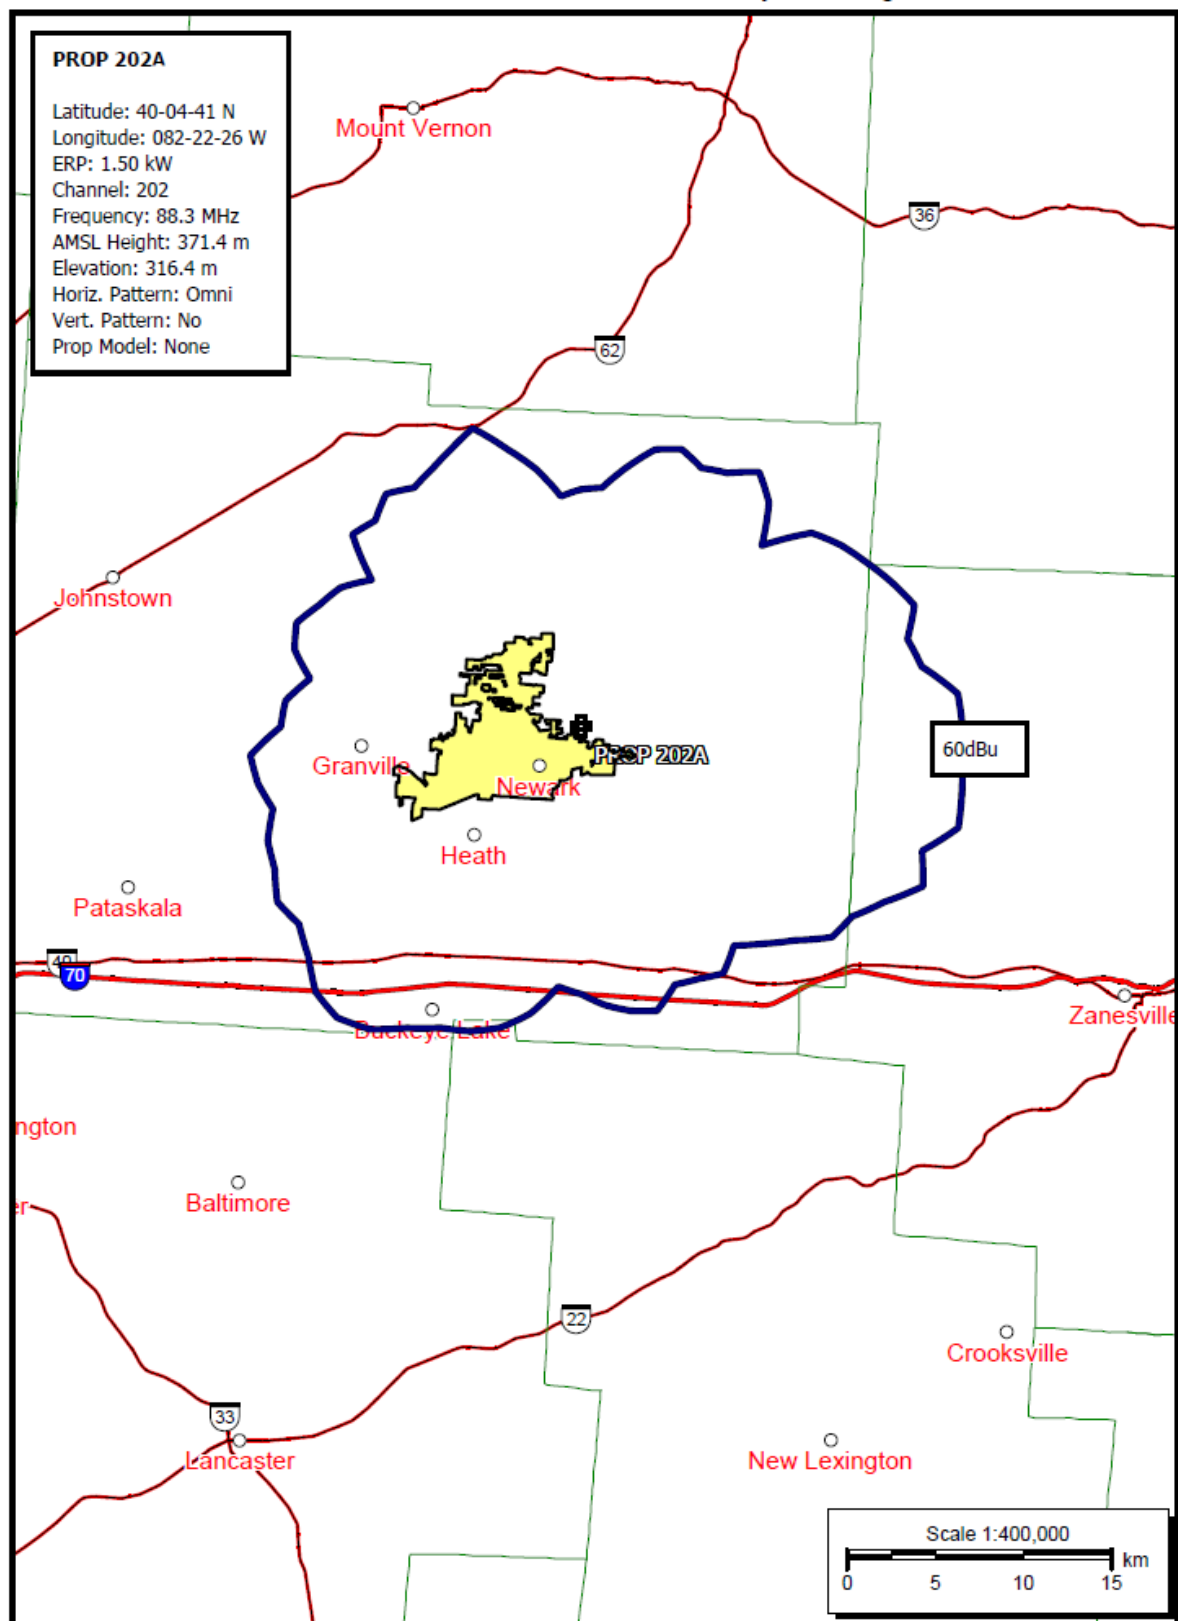 PROP 202A
Latitude: 40-04-41 N
Longitude: 082-22-26 W
ERP: 1.50 kW
Channel: 202
Frequency: 88.3 MHz
AMSL Height: 371.4 m
Elevation: 316.4 m
Horiz. Pattern: Omni
Vert. Pattern: No
Prop Model: None
Mount Vernon
36
62
Johnstown
Granville
PROP 202A
60dBu
Newark
Heath
Pataskala
40
70
Buckeye Lake
Zanesville
ngton
Baltimore
er
22
Crooksville
33
Lancaster
New Lexington
Scale 1:400,000
km
0 5 10 15